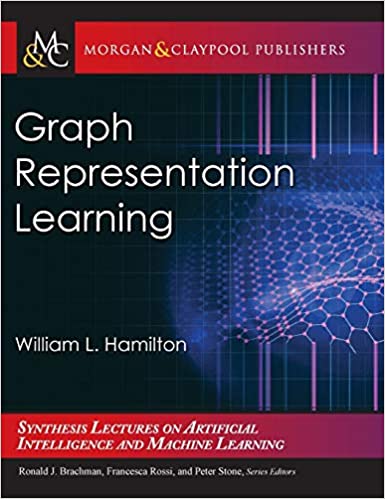 M
&C
MORGAN&CLAYPOOL PUBLISHERS
Graph
Representation
Learning
William L. Hamilton
SYNTHESIS LECTURES ON ARTIFICIAL
INTELLIGENCE AND MACHINE LEARNING
Ronald J. Brachman, Francesca Rossi, and Peter Stone, Series Editors